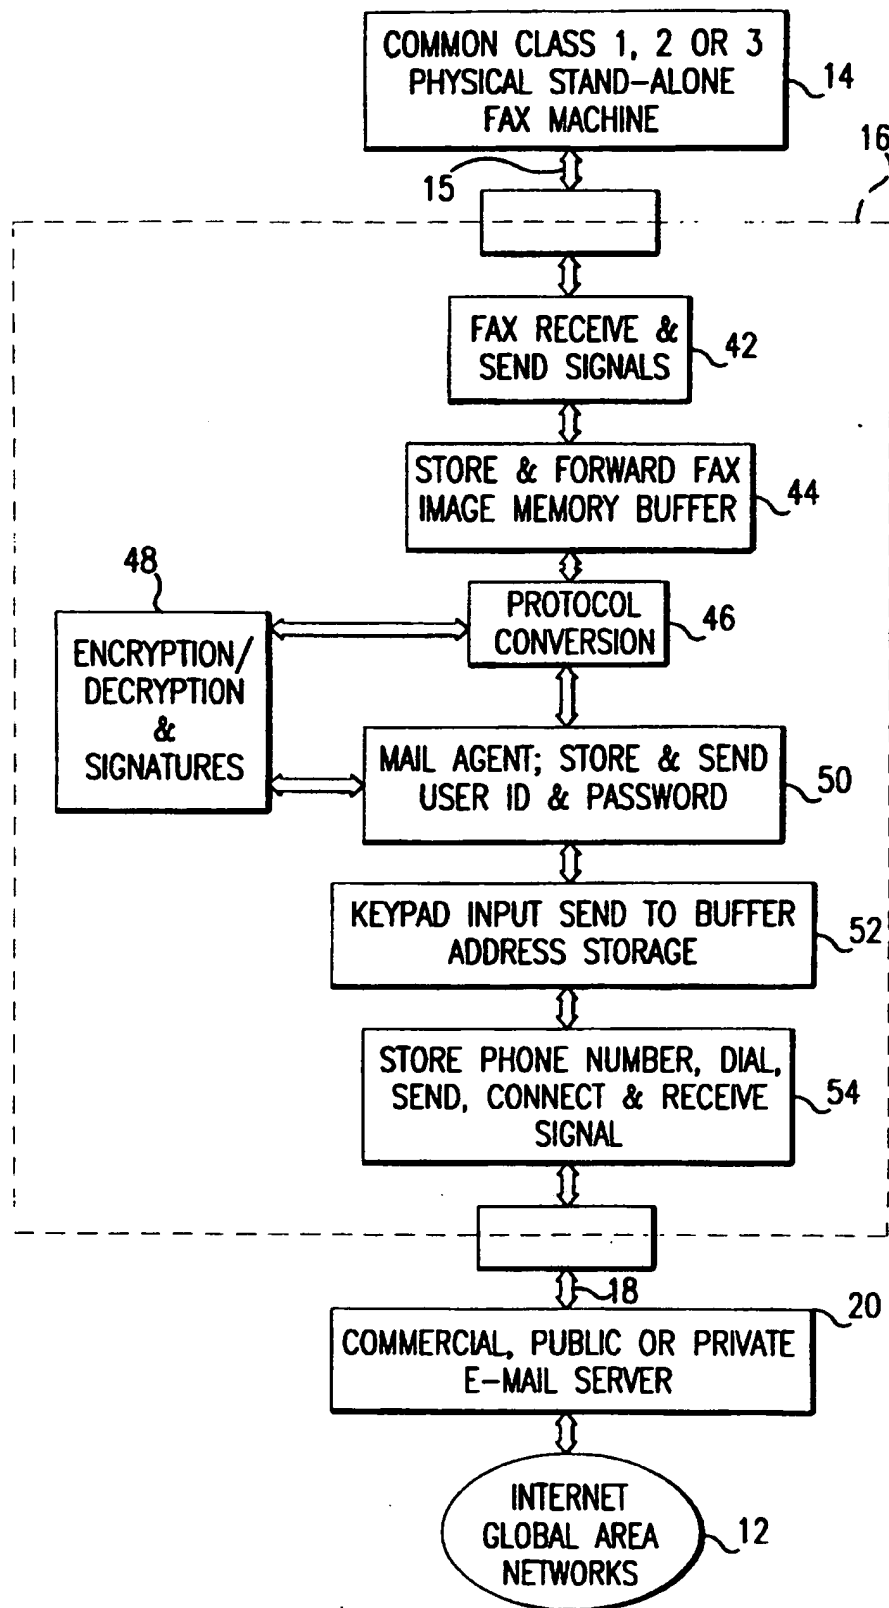 COMMON CLASS 1, 2 OR 3
PHYSICAL STAND-ALONE
FAX MACHINE
14
16
15
FAX RECEIVE &
SEND SIGNALS
42
STORE & FORWARD FAX
IMAGE MEMORY BUFFER
44
48
PROTOCOL
CONVERSION
46
ENCRYPTION/
DECRYPTION
&
SIGNATURES
MAIL AGENT; STORE & SEND
USER ID & PASSWORD
50
KEYPAD INPUT SEND TO BUFFER
ADDRESS STORAGE
52
STORE PHONE NUMBER, DIAL,
SEND, CONNECT & RECEIVE
SIGNAL
54
18
20
COMMERCIAL, PUBLIC OR PRIVATE
E-MAIL SERVER
INTERNET
GLOBAL AREA
NETWORKS
12